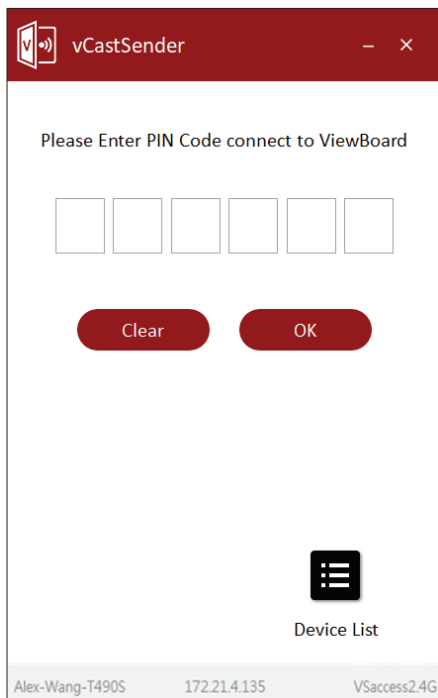 vCastSender
Please Enter PIN Code connect to ViewBoard
Clear OK
Device List
Alex-Wang-T490S 172.21.4.135 VSaccess2.4G